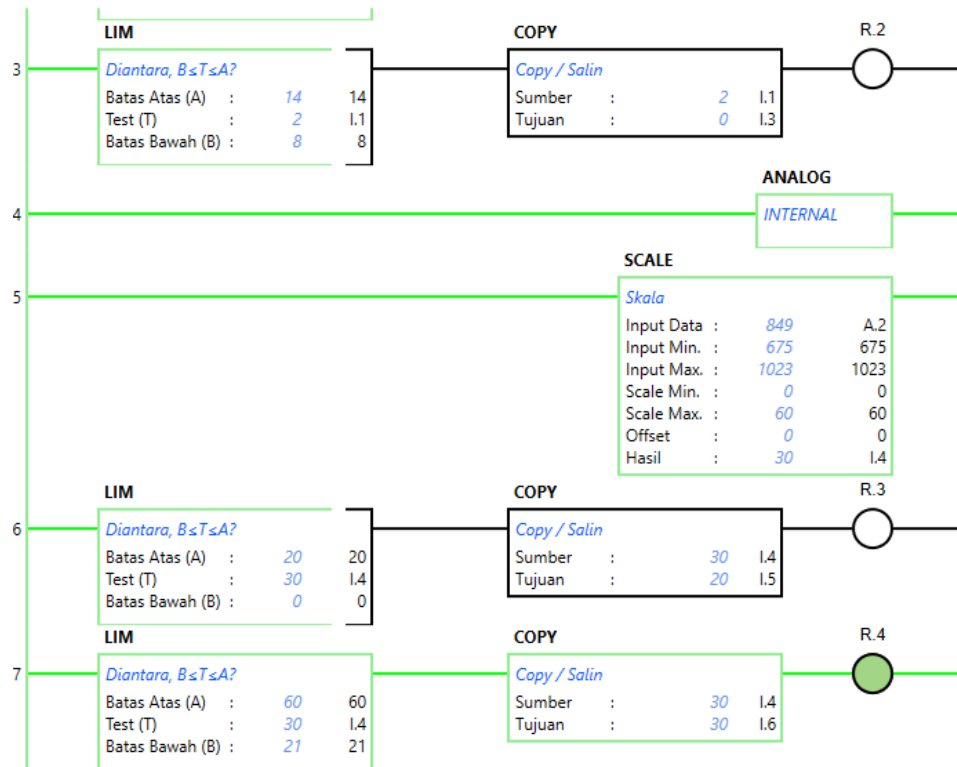 LIM COPY R.2
3 Diantara, B≤T≤A? Copy / Salin
Batas Atas (A) : 14 14 Sumber : 2 I.1
Test (T) : 2 I.1 Tujuan : 0 I.3
Batas Bawah (B) : 8 8
ANALOG
4 INTERNAL
SCALE
5 Skala
Input Data : 849 A.2
Input Min. : 675 675
Input Max. : 1023 1023
Scale Min. : 0 0
Scale Max. : 60 60
Offset : 0 0
Hasil : 30 I.4
LIM COPY R.3
6 Diantara, B≤T≤A? Copy / Salin
Batas Atas (A) : 20 20 Sumber : 30 I.4
Test (T) : 30 I.4 Tujuan : 20 I.5
Batas Bawah (B) : 0 0
LIM COPY R.4
7 Diantara, B≤T≤A? Copy / Salin
Batas Atas (A) : 60 60 Sumber : 30 I.4
Test (T) : 30 I.4 Tujuan : 30 I.6
Batas Bawah (B) : 21 21